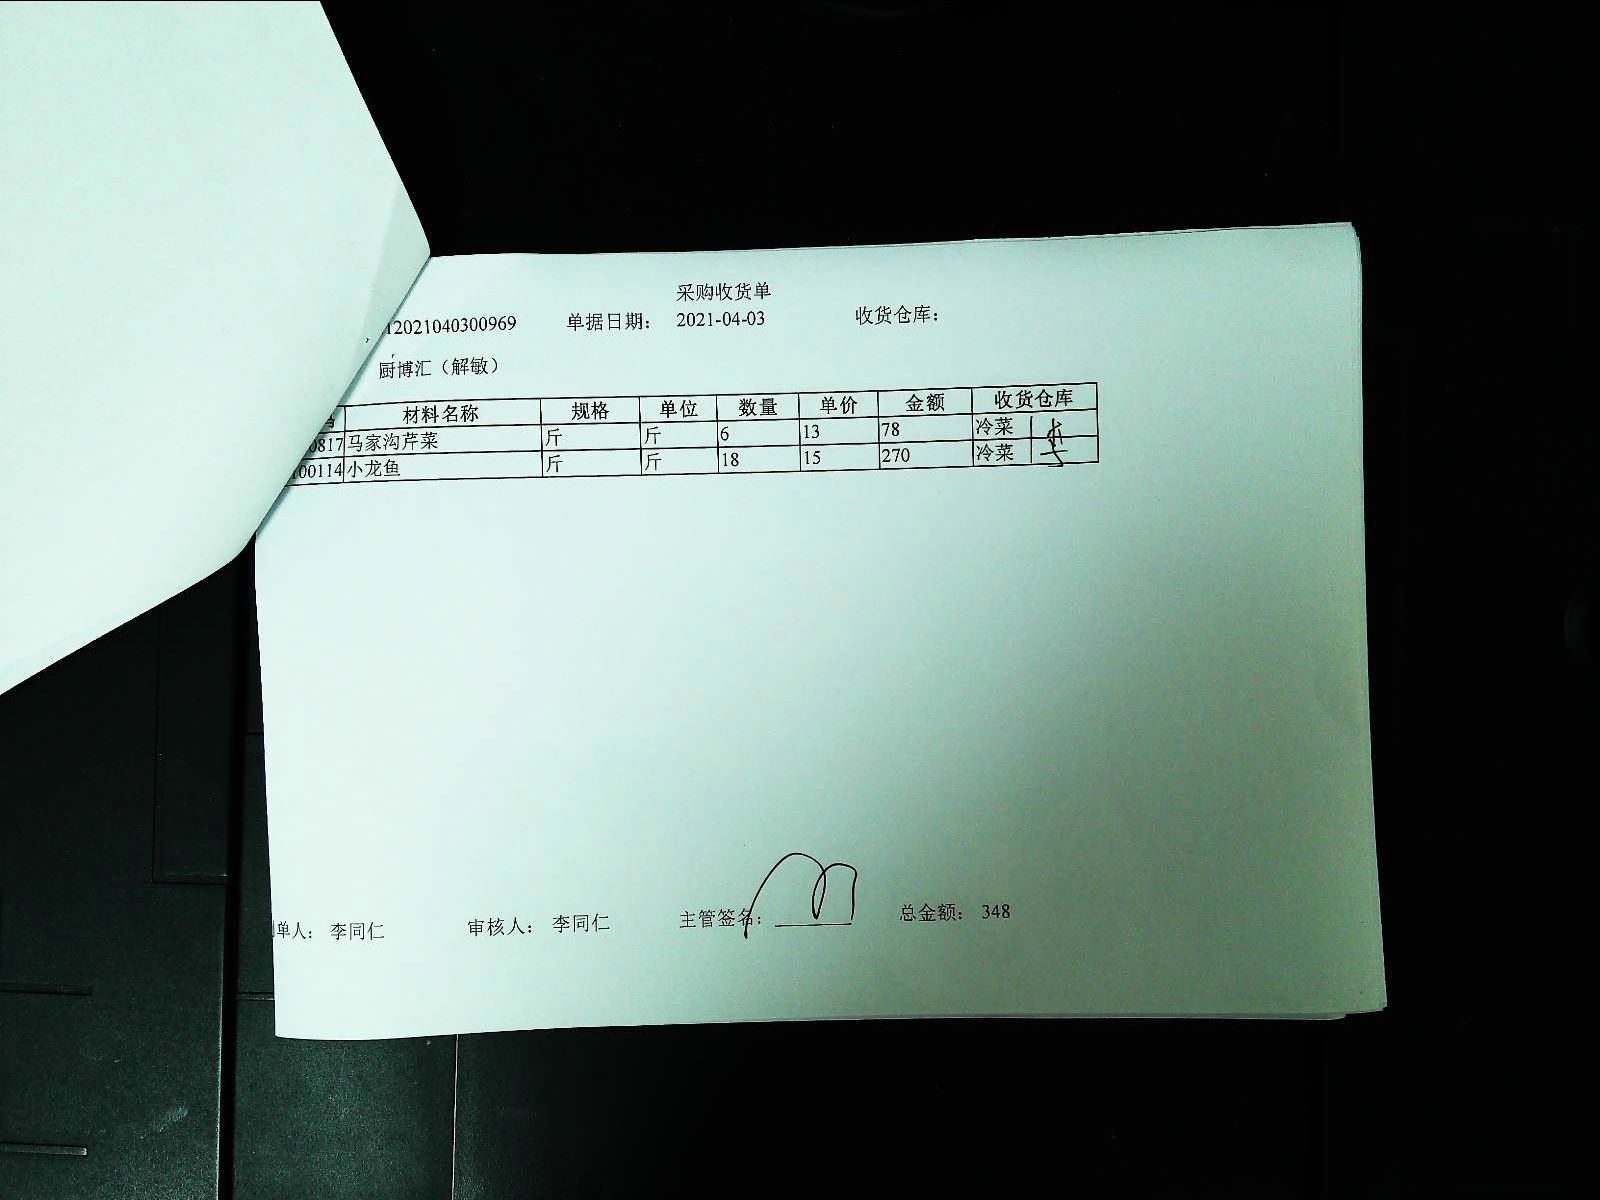 采购收货单
12021040300969 单据日期： 2021-04-03 收货仓库：
厨博汇（解敏）
材料名称 规格 单位 数量 单价 金额 收货仓库
0817 马家沟芹菜 斤 斤 6 13 78 冷菜
100114 小龙鱼 斤 斤 18 15 270 冷菜
单人： 李同仁 审核人： 李同仁 主管签名： 总金额： 348